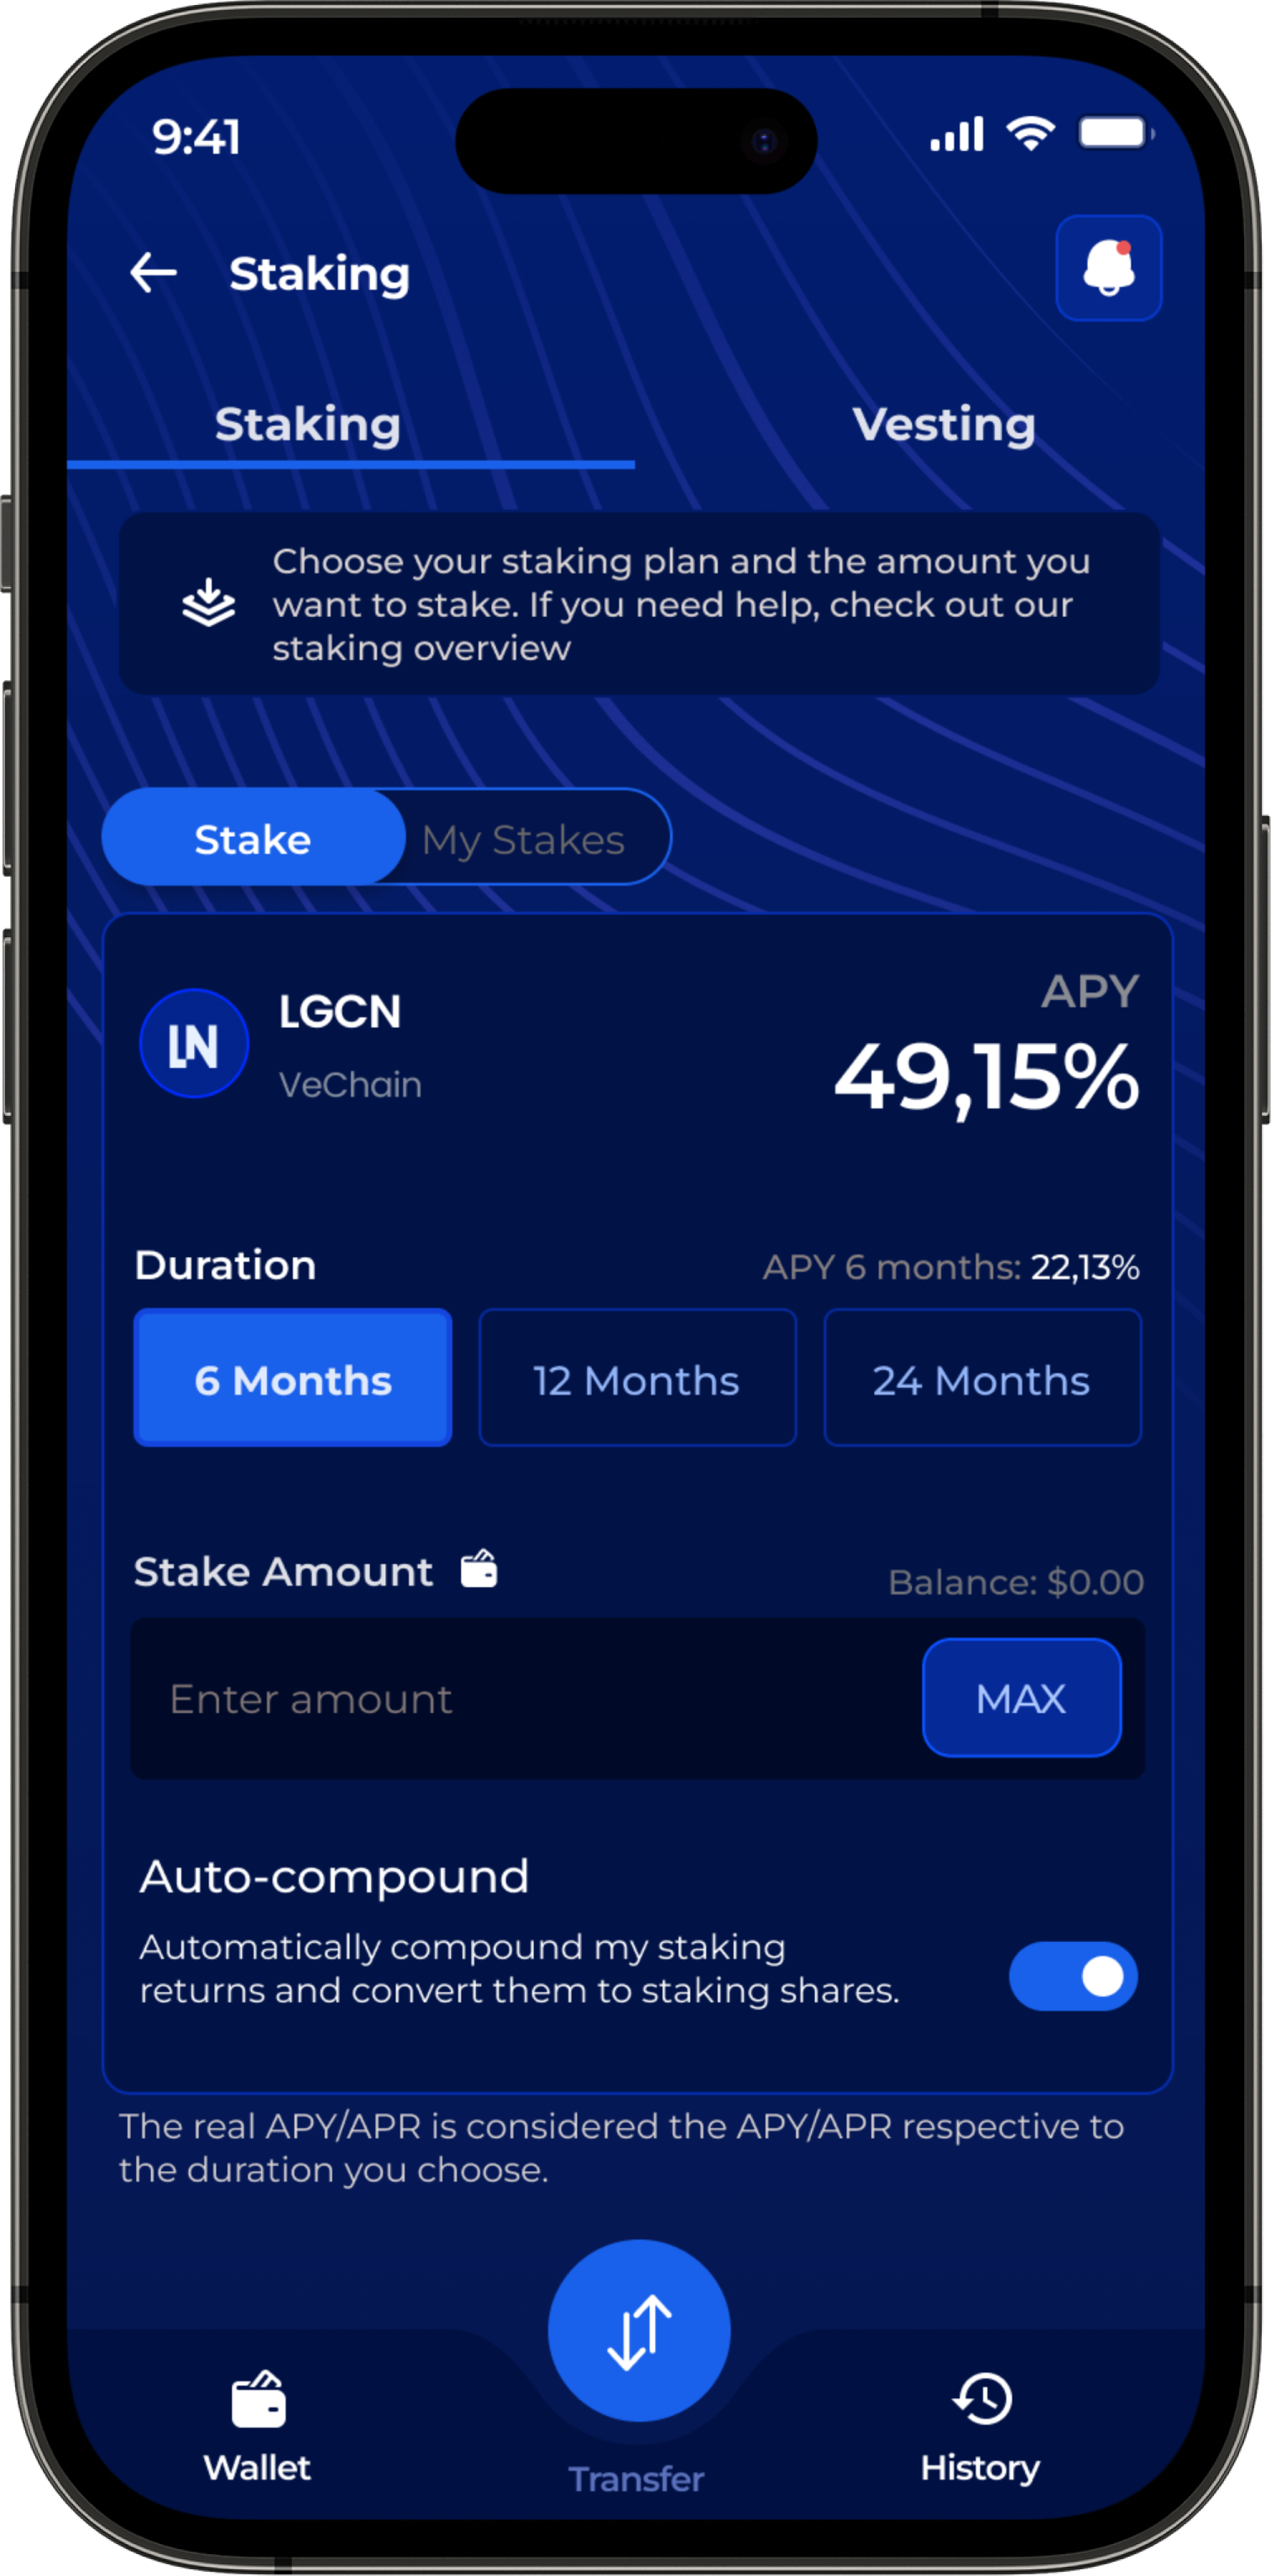 9:41
Staking
Staking
Vesting
Choose your staking plan and the amount you
want to stake. If you need help, check out our
staking overview
Stake
My Stakes
LN
LGCN
VeChain
APY
49,15%
Duration
APY 6 months: 22,13%
6 Months
12 Months
24 Months
Stake Amount
Balance: $0.00
Enter amount
MAX
Auto-compound
Automatically compound my staking
returns and convert them to staking shares.
The real APY/APR is considered the APY/APR respective to
the duration you choose.
Wallet
Transfer
History